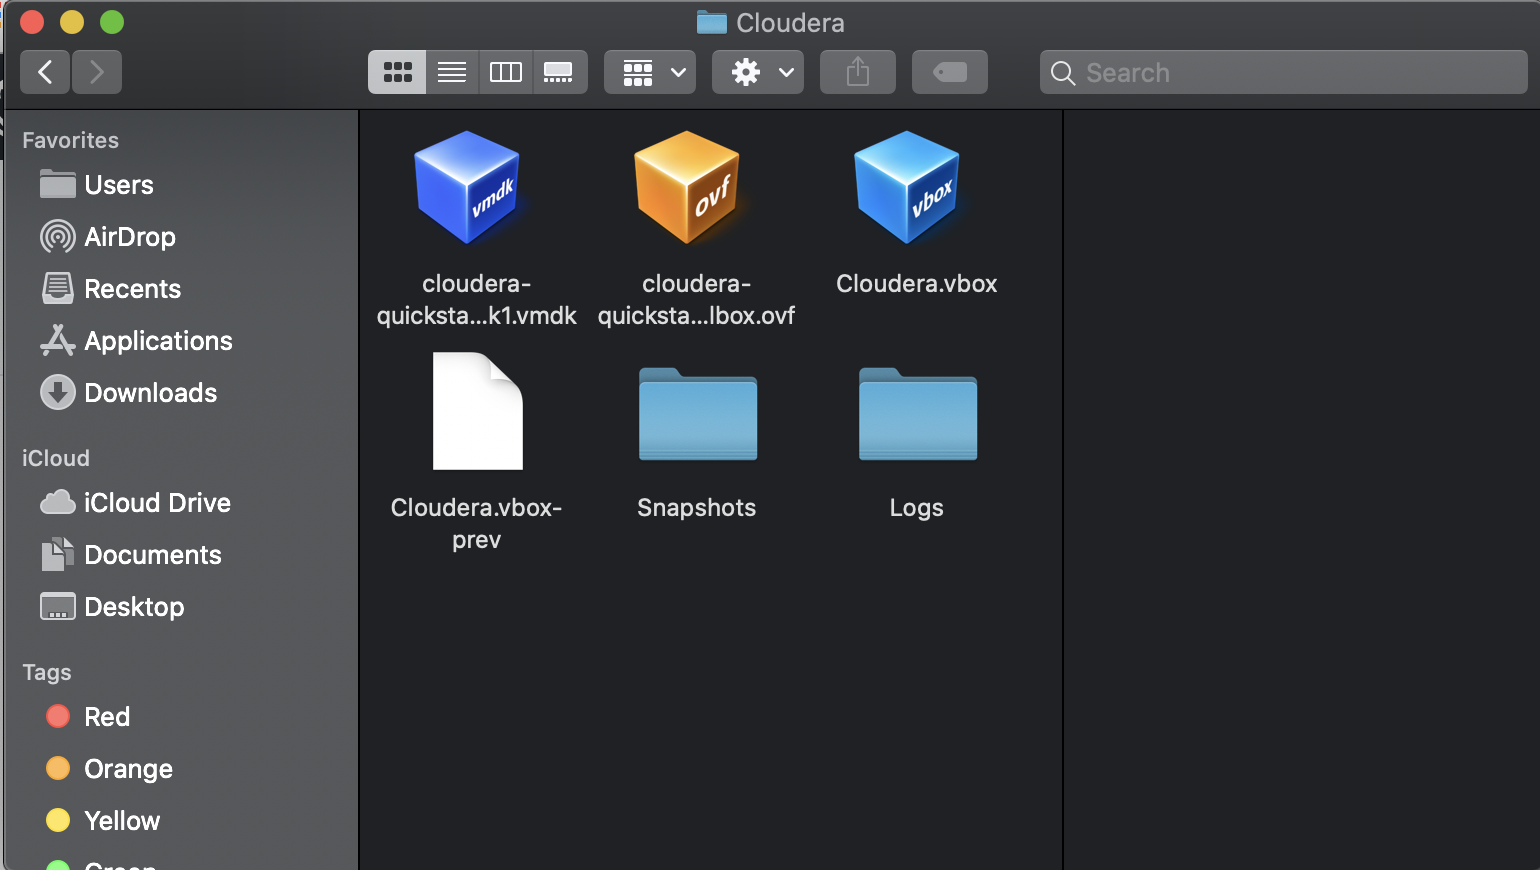 Cloudera
Search
Favorites
Users
AirDrop
Recents
Applications
Downloads
iCloud
iCloud Drive
Documents
Desktop
Tags
Red
Orange
Yellow
Green
vmdk
cloudera-
quicksta...k1.vmdk
ovf
cloudera-
quicksta...lbox.ovf
vbox
Cloudera.vbox
Cloudera.vbox-
prev
Snapshots
Logs